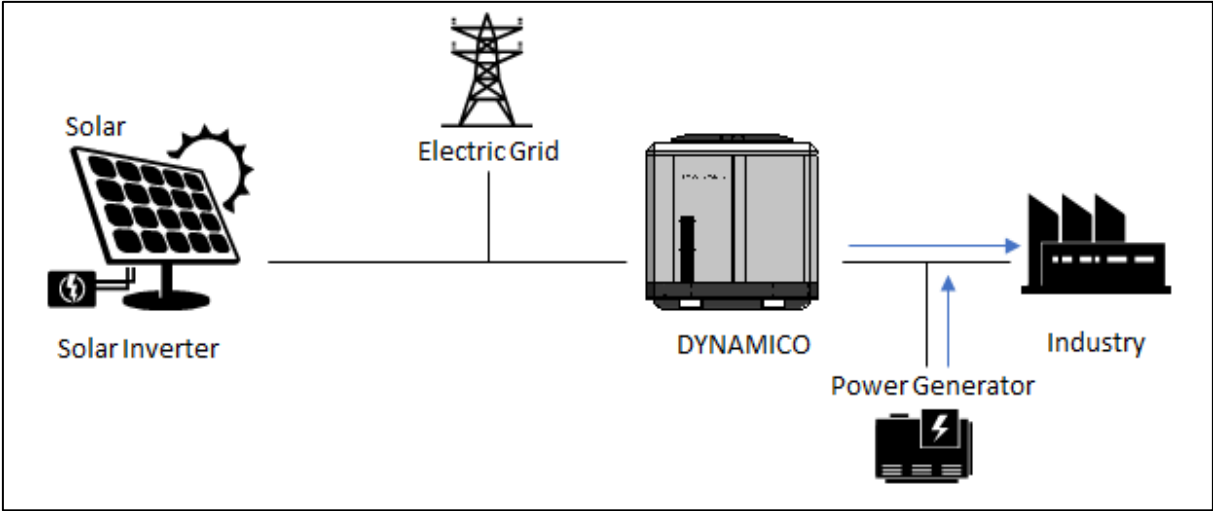 Solar
Electric Grid
Solar Inverter
DYNAMICO
Industry
Power Generator